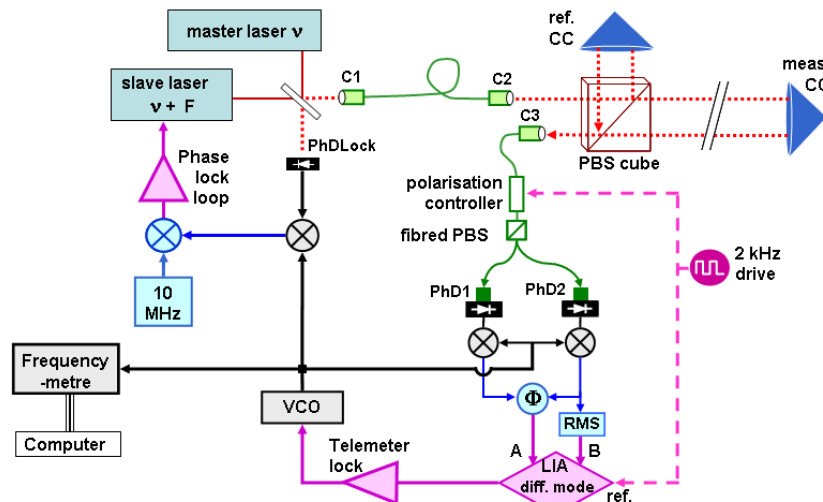 master laser ν
slave laser
ν + F
C1
C2
C3
ref.
CC
meas
CC
PBS cube
Phase
lock
loop
PhDLock
polarisation
controller
fibred PBS
2 kHz
drive
10
MHz
PhD1
PhD2
Frequency
-metre
Computer
VCO
Φ
RMS
A
B
Telemeter
lock
LIA
diff. mode
ref.